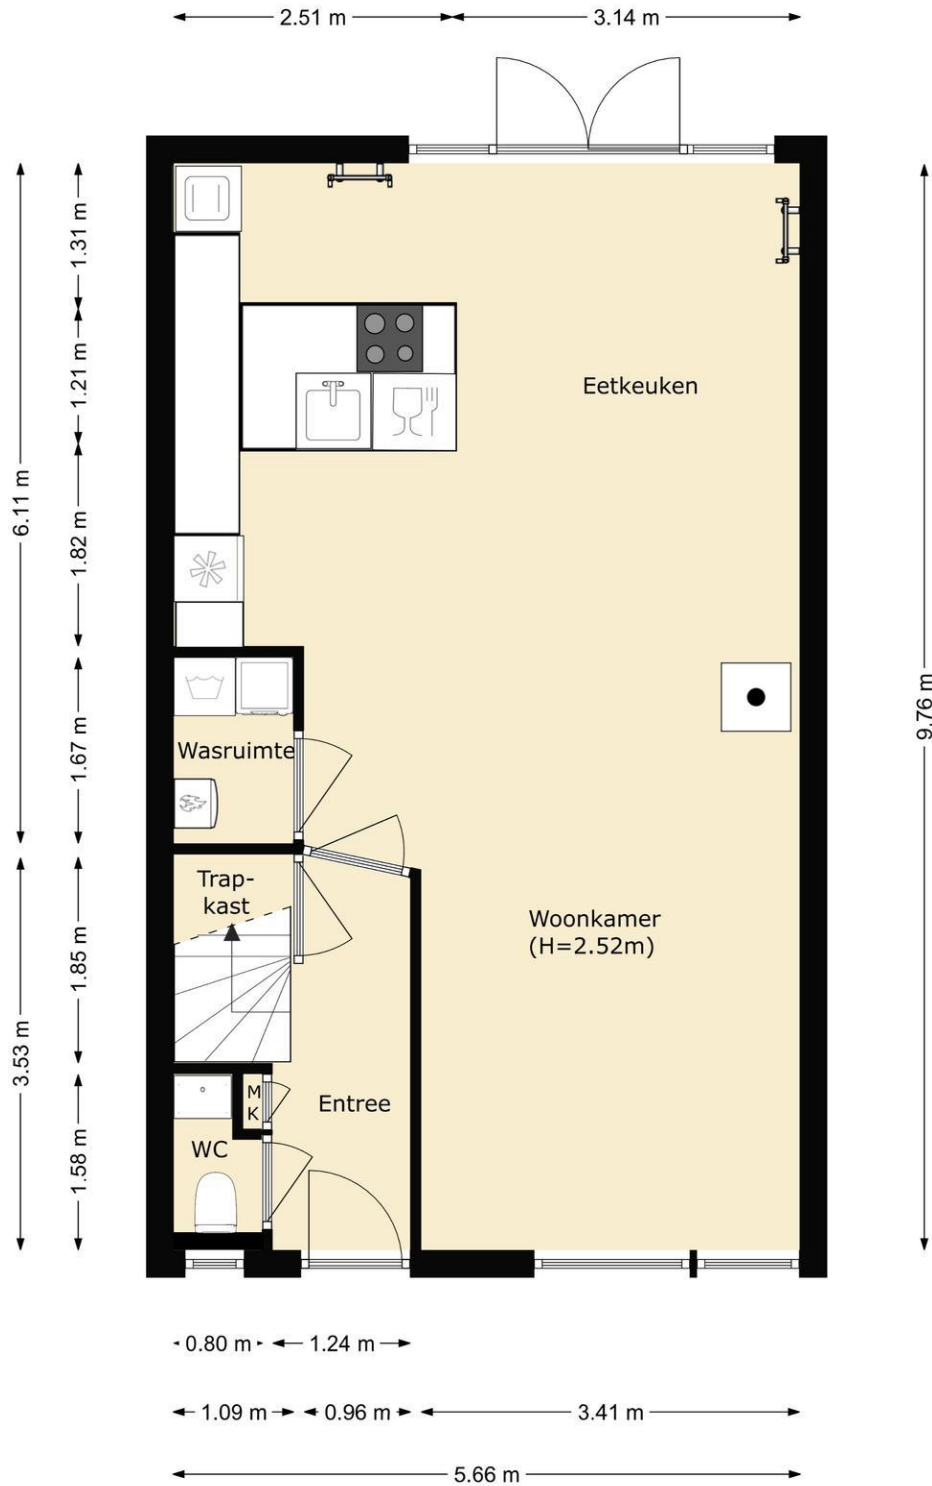 2.51 m
3.14 m
1.31 m
1.21 m
Eetkeuken
6.11 m
1.82 m
9.76 m
1.67 m
Wasruimte
Trap-
kast
Woonkamer
(H=2.52m)
1.85 m
3.53 m
M
K
Entree
WC
1.58 m
0.80 m
1.24 m
1.09 m
0.96 m
3.41 m
5.66 m